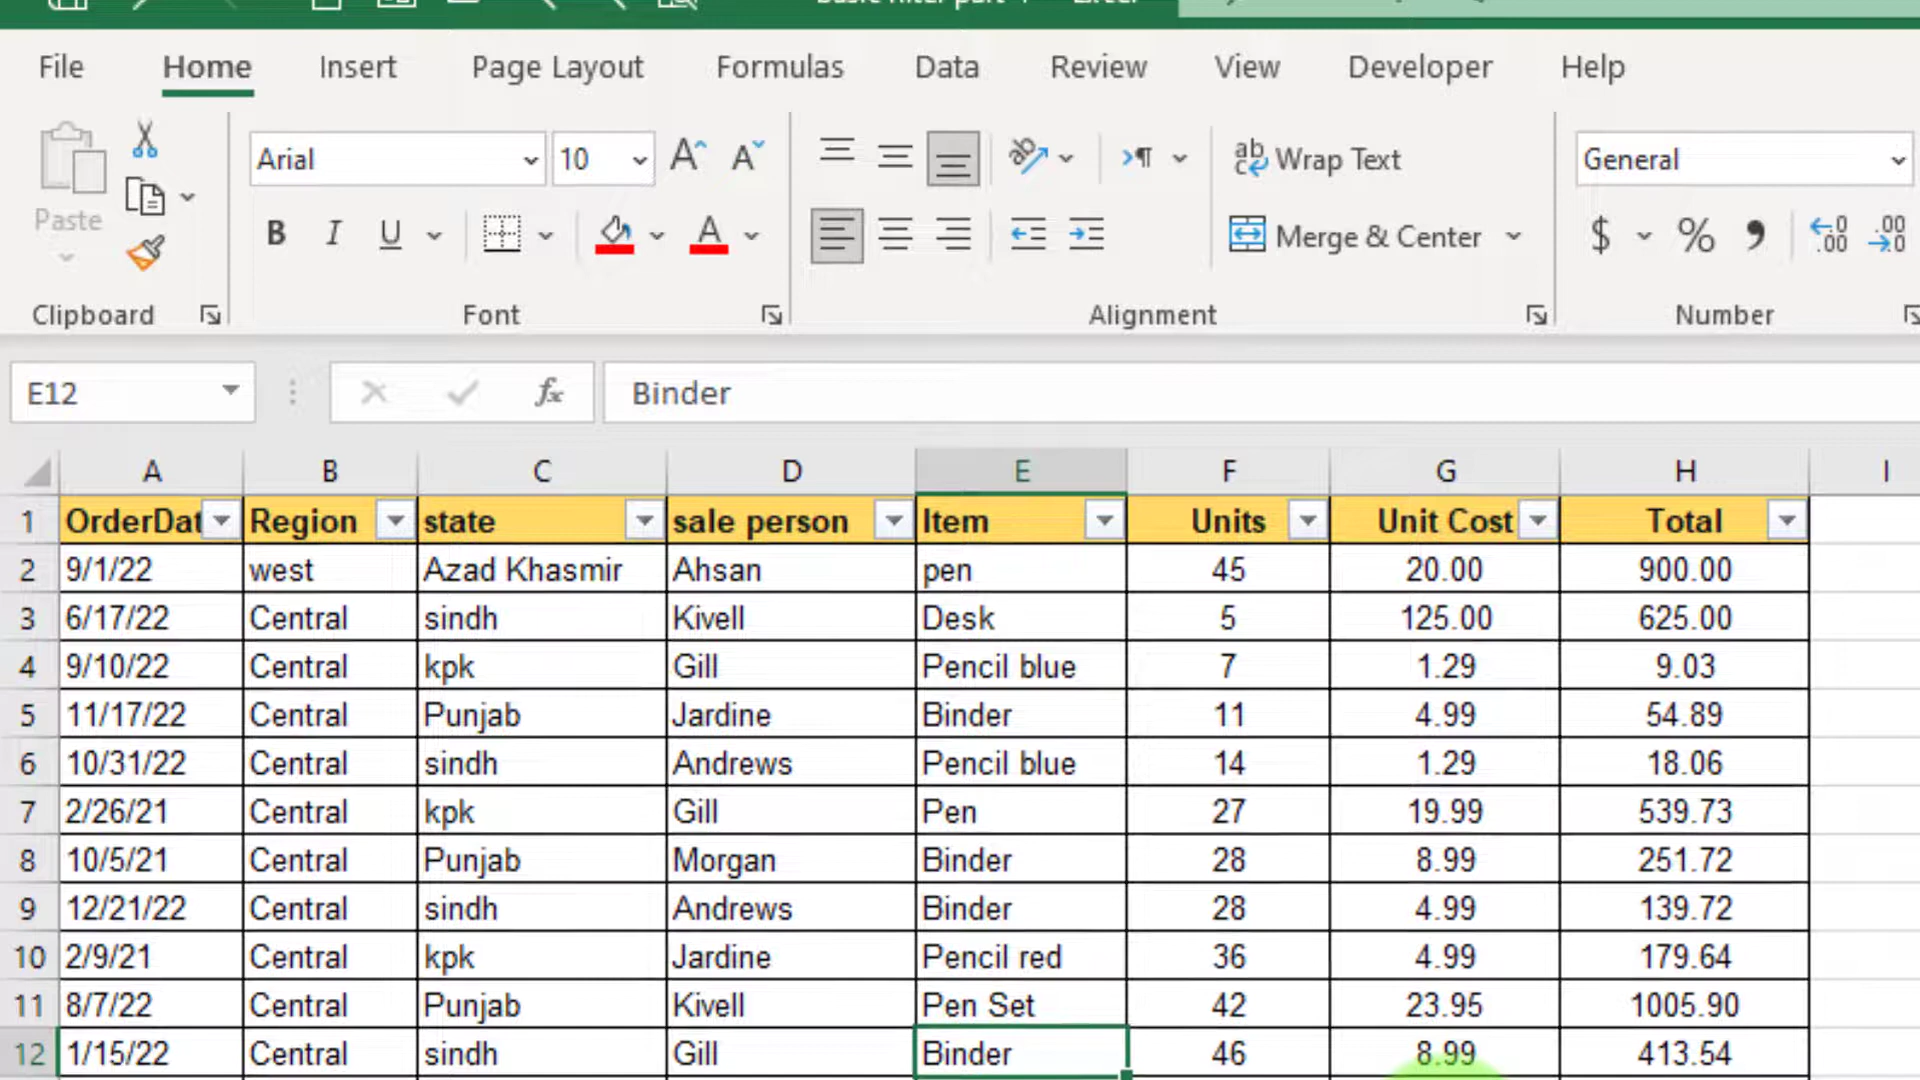 File Home Insert Page Layout Formulas Data Review View Developer Help
Arial 10 ab Wrap Text General
Paste B I U A Merge & Center $ % , .00 .00
Clipboard Font Alignment Number
E12 fx Binder
A B C D E F G H I
1 OrderDat Region state sale person Item Units Unit Cost Total
2 9/1/22 west Azad Khasmir Ahsan pen 45 20.00 900.00
3 6/17/22 Central sindh Kivell Desk 5 125.00 625.00
4 9/10/22 Central kpk Gill Pencil blue 7 1.29 9.03
5 11/17/22 Central Punjab Jardine Binder 11 4.99 54.89
6 10/31/22 Central sindh Andrews Pencil blue 14 1.29 18.06
7 2/26/21 Central kpk Gill Pen 27 19.99 539.73
8 10/5/21 Central Punjab Morgan Binder 28 8.99 251.72
9 12/21/22 Central sindh Andrews Binder 28 4.99 139.72
10 2/9/21 Central kpk Jardine Pencil red 36 4.99 179.64
11 8/7/22 Central Punjab Kivell Pen Set 42 23.95 1005.90
12 1/15/22 Central sindh Gill Binder 46 8.99 413.54